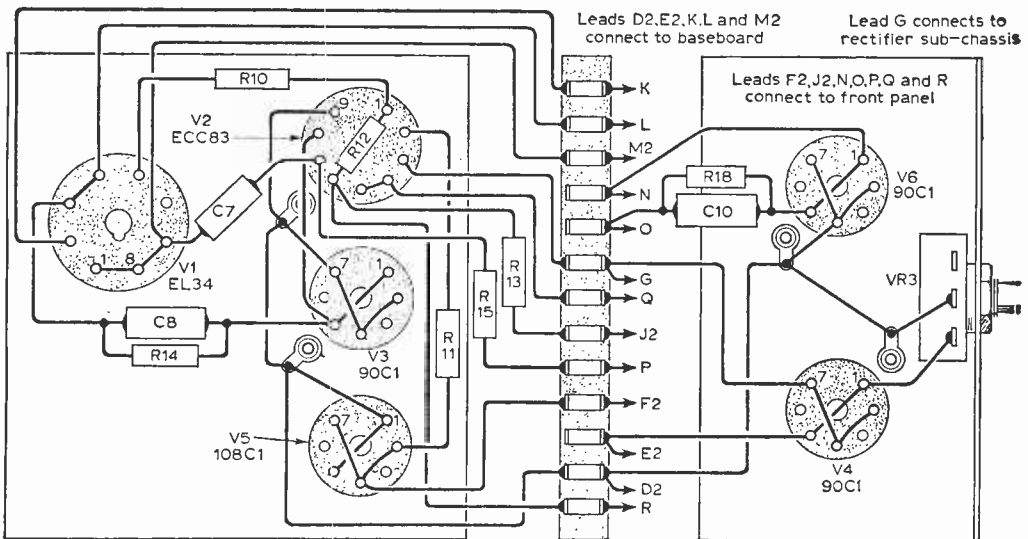 Leads D2,E2,K,L and M2
connect to baseboard
Lead G connects to
rectifier sub-chassis
Leads F2,J2,N,O,P,Q and R
connect to front panel
R10
V2
ECC83
9
1
R12
C7
1
8
V1
EL34
C8
R14
7
1
V3
90C1
R
13
R
15
R
11
7
1
V5
108C1
K
L
M2
N
O
G
Q
J2
P
F2
E2
D2
R
R18
C10
7
1
V6
90C1
VR3
7
1
V4
90C1